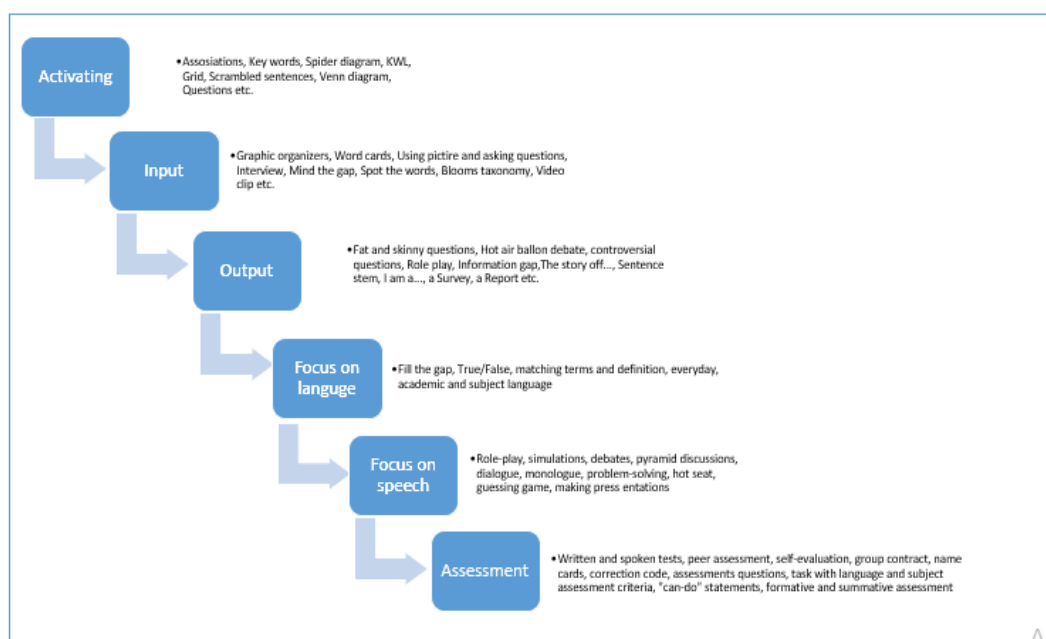 Activating
•Assosiations, Key words, Spider diagram, KWL,
Grid, Scrambled sentences, Venn diagram,
Questions etc.
Input
•Graphic organizers, Word cards, Using pictire and asking questions,
Interview, Mind the gap, Spot the words, Blooms taxonomy, Video
clip etc.
Output
•Fat and skinny questions, Hot air ballon debate, controversial
questions, Role play, Information gap,The story off..., Sentence
stem, I am a..., a Survey, a Report etc.
Focus on
languge
•Fill the gap, True/False, matching terms and definition, everyday,
academic and subject language
Focus on
speech
•Role-play, simulations, debates, pyramid discussions,
dialogue, monologue, problem-solving, hot seat,
guessing game, making press entations
Assessment
•Written and spoken tests, peer assessment, self-evaluation, group contract, name
cards, correction code, assessments questions, task with language and subject
assessment criteria, "can-do" statements, formative and summative assessment